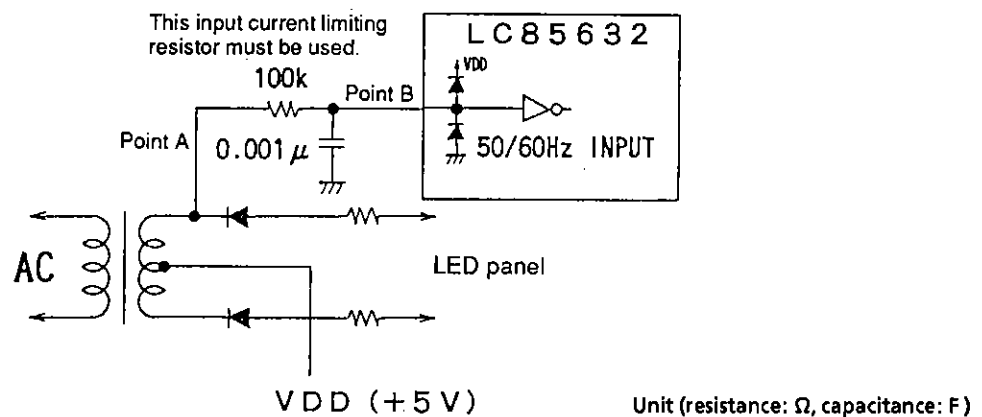 This input current limiting
resistor must be used.
LC85632
VDD
100k
Point B
Point A
0.001μ
50/60Hz INPUT
AC
LED panel
VDD (+5V)
Unit (resistance: Ω, capacitance: F)